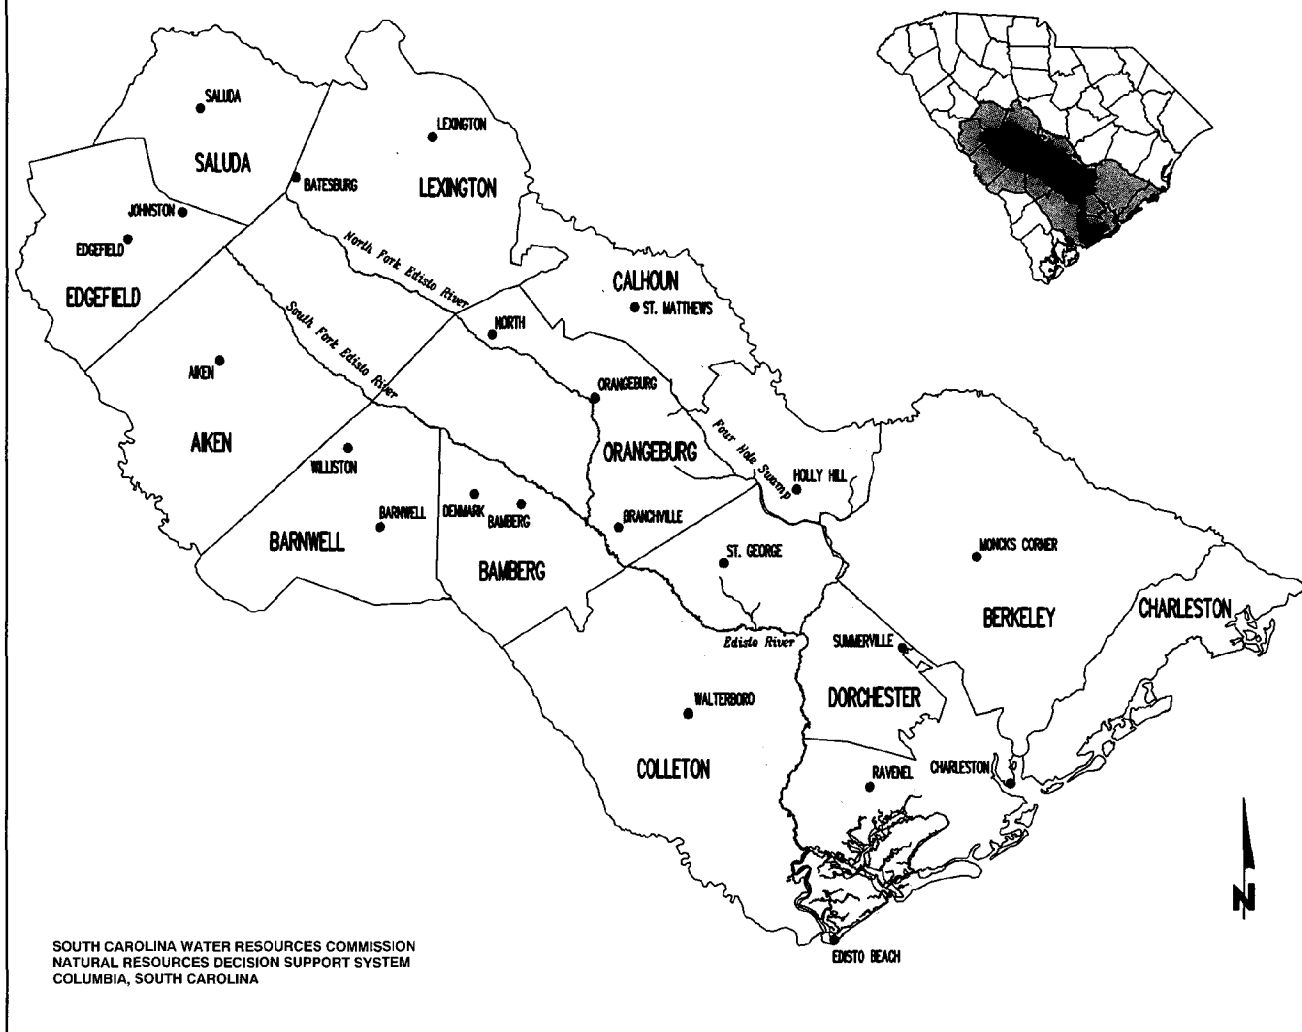 SALUDA
LEXINGTON
SALUDA
BATESBURG
LEXINGTON
JOHNSTON
EDGEFIELD
EDGEFIELD
North Fork Edisto River
CALHOUN
ST. MATTHEWS
South Fork Edisto River
NORTH
AIKEN
ORANGEBURG
AIKEN
ORANGEBURG
Four Hole Swamp
WILLISTON
HOLLY HILL
BARNWELL
DENMARK
BAMBERG
BRANCHVILLE
BARNWELL
BAMBERG
ST. GEORGE
MONCKS CORNER
BERKELEY
CHARLESTON
Edisto River
SUMMERVILLE
WALTERBORO
DORCHESTER
COLLETON
RAVENEL
CHARLESTON
N
EDISTO BEACH
SOUTH CAROLINA WATER RESOURCES COMMISSION
NATURAL RESOURCES DECISION SUPPORT SYSTEM
COLUMBIA, SOUTH CAROLINA